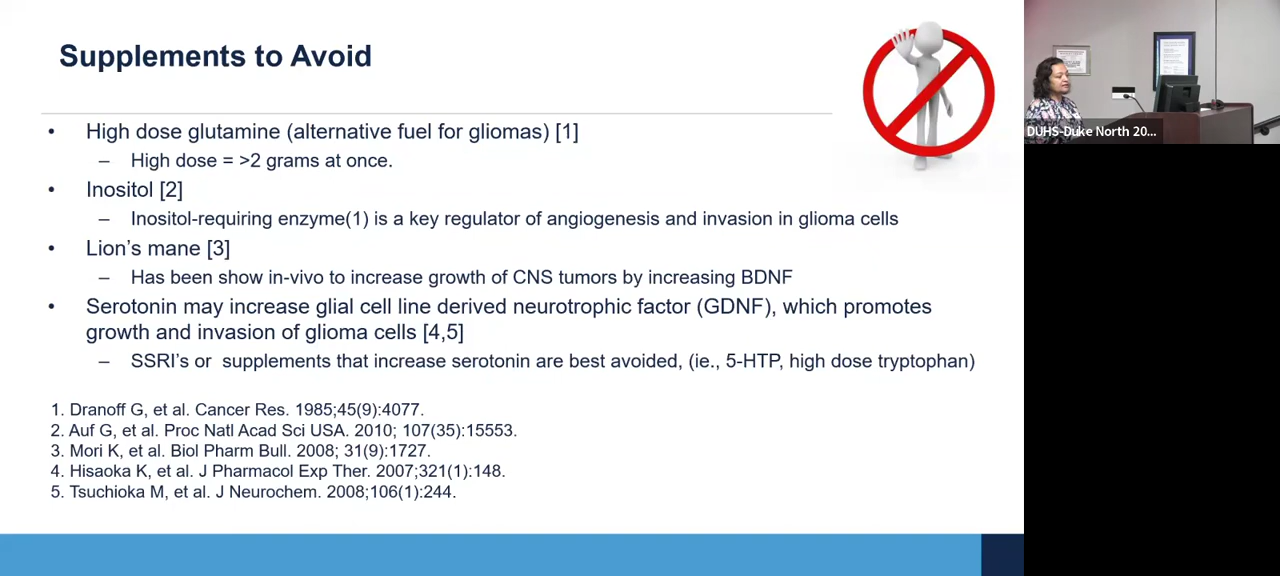 Supplements to Avoid
• High dose glutamine (alternative fuel for gliomas) [1]
– High dose = >2 grams at once.
• Inositol [2]
– Inositol-requiring enzyme(1) is a key regulator of angiogenesis and invasion in glioma cells
• Lion's mane [3]
– Has been show in-vivo to increase growth of CNS tumors by increasing BDNF
• Serotonin may increase glial cell line derived neurotrophic factor (GDNF), which promotes
growth and invasion of glioma cells [4,5]
– SSRI's or supplements that increase serotonin are best avoided, (ie., 5-HTP, high dose tryptophan)
1. Dranoff G, et al. Cancer Res. 1985;45(9):4077.
2. Auf G, et al. Proc Natl Acad Sci USA. 2010; 107(35):15553.
3. Mori K, et al. Biol Pharm Bull. 2008; 31(9):1727.
4. Hisaoka K, et al. J Pharmacol Exp Ther. 2007;321(1):148.
5. Tsuchioka M, et al. J Neurochem. 2008;106(1):244.
DUHS-Duke North 20...